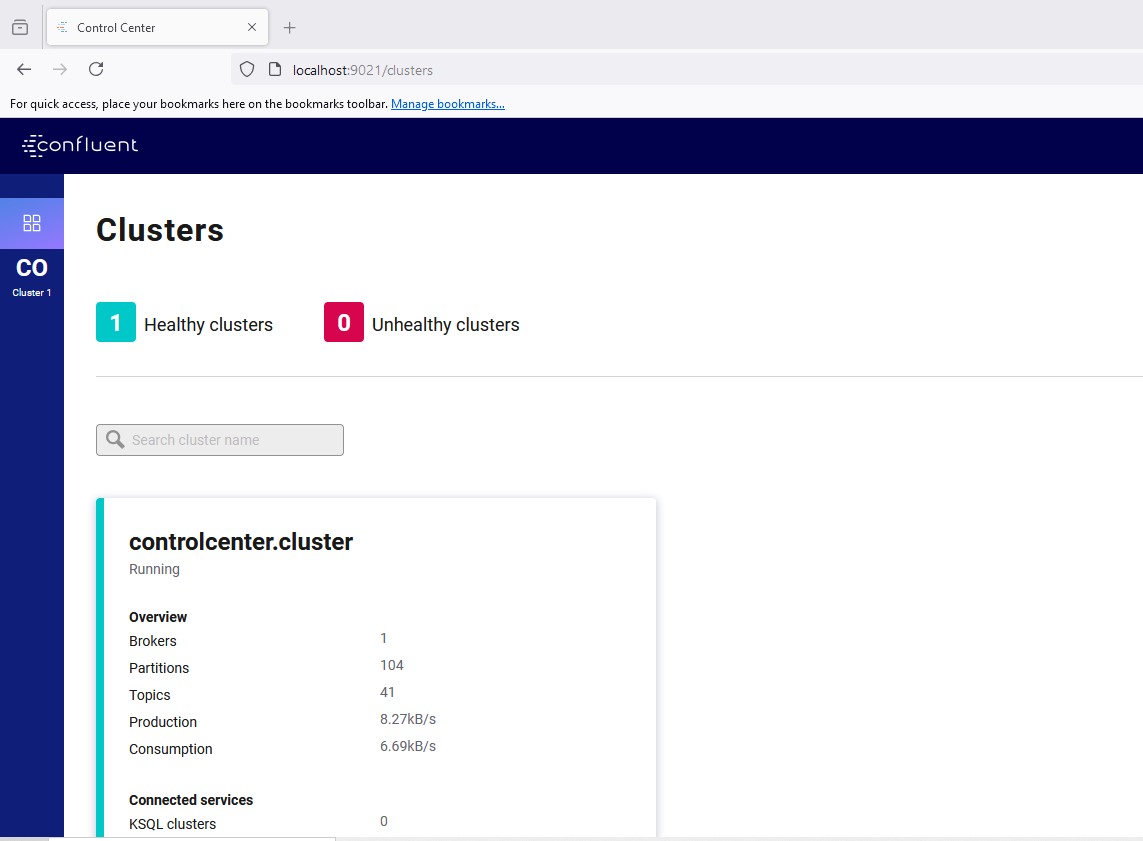 Control Center
localhost:9021/clusters
For quick access, place your bookmarks here on the bookmarks toolbar. Manage bookmarks...
confluent
Clusters
CO
Cluster 1
1 Healthy clusters 0 Unhealthy clusters
Search cluster name
controlcenter.cluster
Running
Overview
Brokers 1
Partitions 104
Topics 41
Production 8.27kB/s
Consumption 6.69kB/s
Connected services
KSQL clusters 0